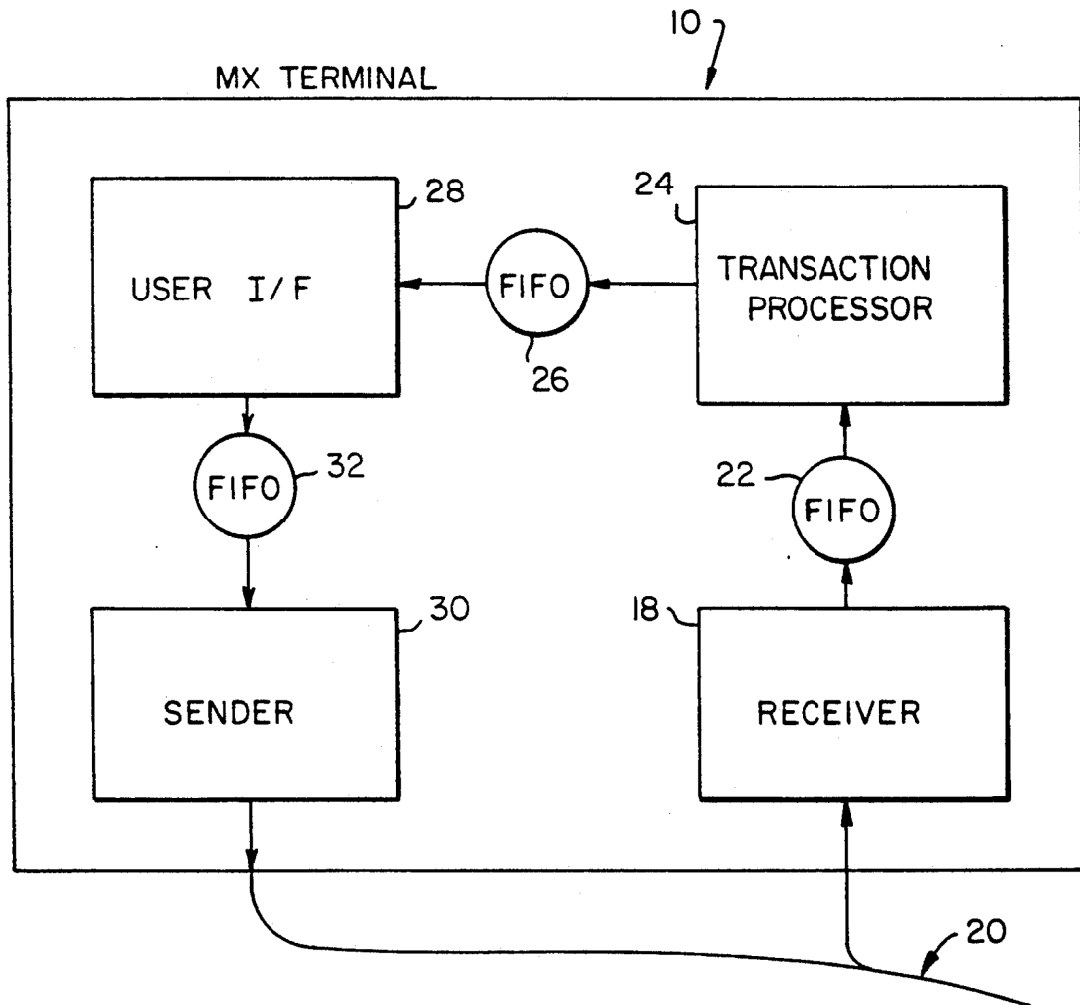 10
MX TERMINAL
28
24
USER I/F
FIFO
26
TRANSACTION
PROCESSOR
FIFO
32
22
FIFO
30
SENDER
18
RECEIVER
20